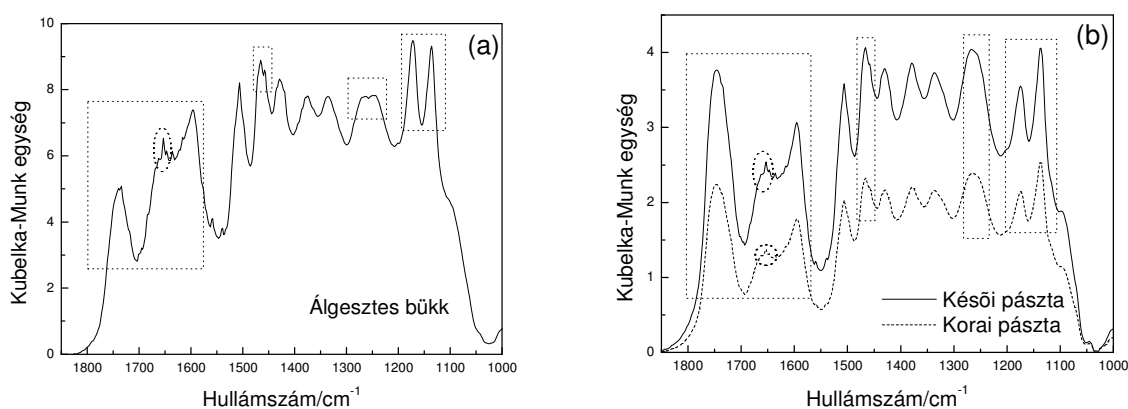 (a)
Kubelka-Munk egység
10
8
6
4
2
0
Álgesztes bükk
1800 1700 1600 1500 1400 1300 1200 1100 1000
Hullámszám/cm-1
(b)
Kubelka-Munk egység
4
3
2
1
0
Késõi pászta
Korai pászta
1800 1700 1600 1500 1400 1300 1200 1100 1000
Hullámszám/cm-1